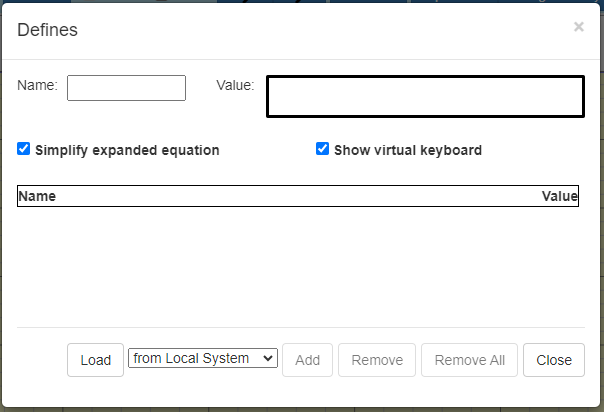 Defines
×
Name: Value:
Simplify expanded equation Show virtual keyboard
Name Value
Load from Local System Add Remove Remove All Close